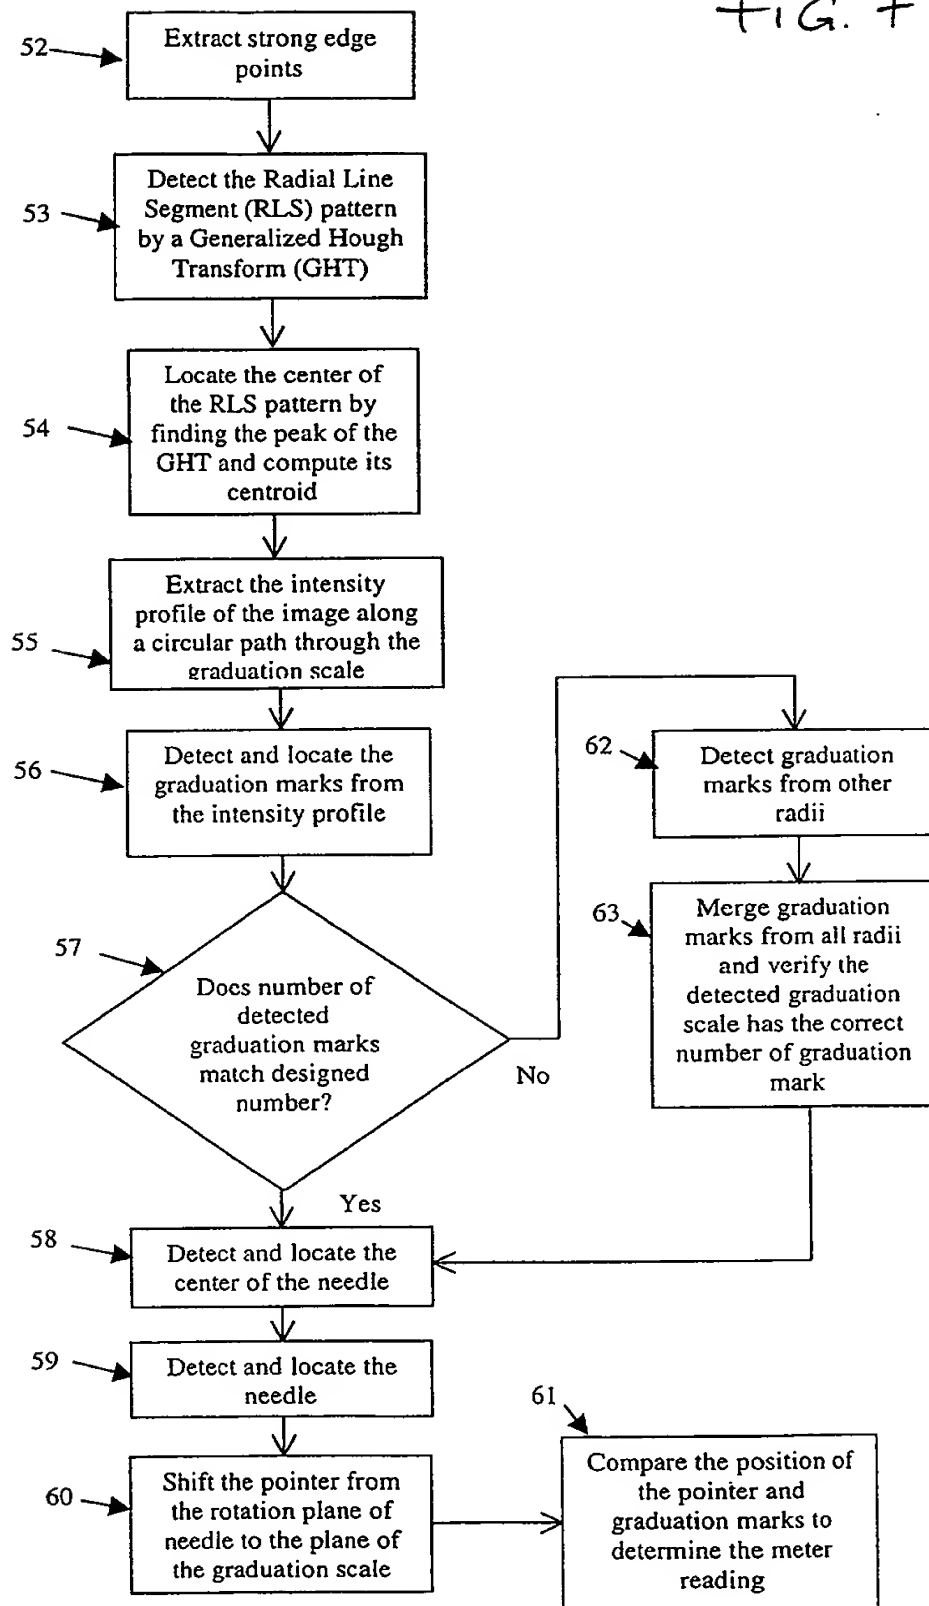 FIG. 7
52
Extract strong edge
points
53
Detect the Radial Line
Segment (RLS) pattern
by a Generalized Hough
Transform (GHT)
54
Locate the center of
the RLS pattern by
finding the peak of the
GHT and compute its
centroid
55
Extract the intensity
profile of the image along
a circular path through the
graduation scale
56
Detect and locate the
graduation marks from
the intensity profile
57
Does number of
detected
graduation marks
match designed
number?
No
Yes
62
Detect graduation
marks from other
radii
63
Merge graduation
marks from all radii
and verify the
detected graduation
scale has the correct
number of graduation
mark
58
Detect and locate the
center of the needle
59
Detect and locate the
needle
60
Shift the pointer from
the rotation plane of
needle to the plane of
the graduation scale
61
Compare the position of
the pointer and
graduation marks to
determine the meter
reading